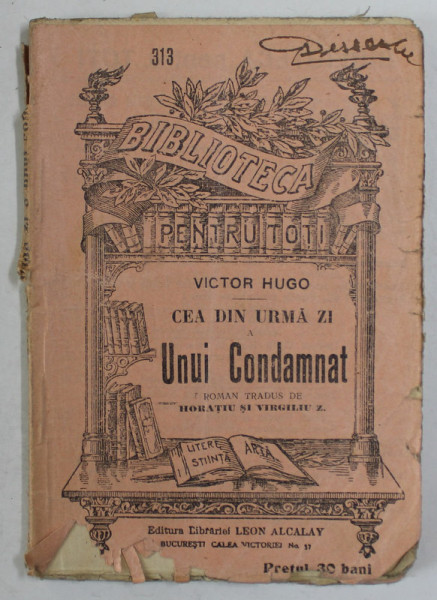 313
BIBLIOTECA
PENTRU TOȚI
VICTOR HUGO
CEA DIN URMĂ ZI
A
Unui Condamnat
ROMAN TRADUS DE
HORAȚIU ȘI VIRGILIU Z.
LITERE
ȘTIINȚĂ
ARTĂ
Editura Librăriei LEON ALCALAY
BUCUREȘTI CALEA VICTORIEI No 37
Prețul 30 bani